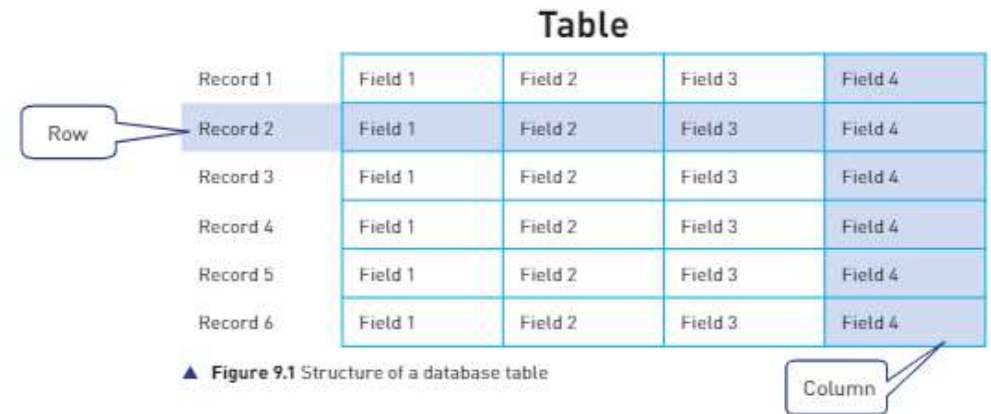 Table
Record 1 Field 1 Field 2 Field 3 Field 4
Row
Record 2 Field 1 Field 2 Field 3 Field 4
Record 3 Field 1 Field 2 Field 3 Field 4
Record 4 Field 1 Field 2 Field 3 Field 4
Record 5 Field 1 Field 2 Field 3 Field 4
Record 6 Field 1 Field 2 Field 3 Field 4
▲ Figure 9.1 Structure of a database table
Column